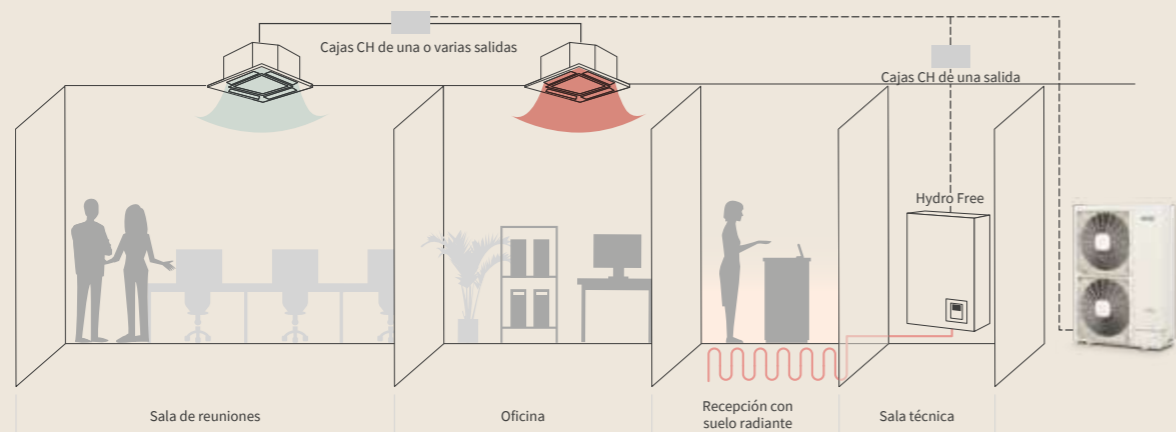 Cajas CH de una o varias salidas
Cajas CH de una salida
Hydro Free
Sala de reuniones
Oficina
Recepción con
suelo radiante
Sala técnica